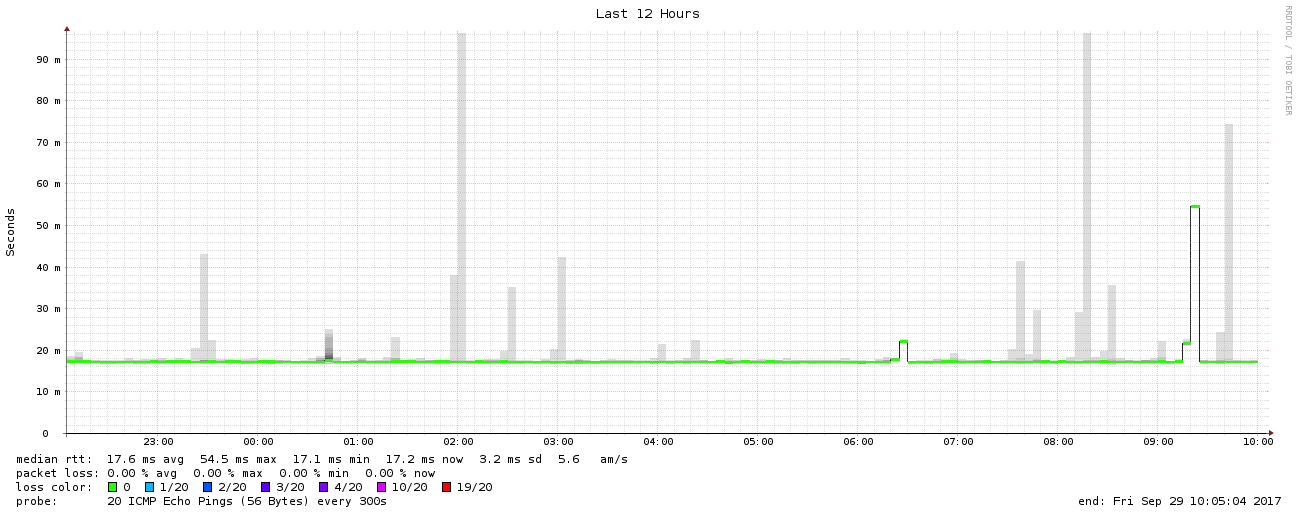 Last 12 Hours
RRDTOOL / TOBI OETIKER
Seconds
90 m
80 m
70 m
60 m
50 m
40 m
30 m
20 m
10 m
0
23:00 00:00 01:00 02:00 03:00 04:00 05:00 06:00 07:00 08:00 09:00 10:00
median rtt: 17.6 ms avg 54.5 ms max 17.1 ms min 17.2 ms now 3.2 ms sd 5.6 am/s
packet loss: 0.00 % avg 0.00 % max 0.00 % min 0.00 % now
loss color: 0 1/20 2/20 3/20 4/20 10/20 19/20
probe: 20 ICMP Echo Pings (56 Bytes) every 300s end: Fri Sep 29 10:05:04 2017